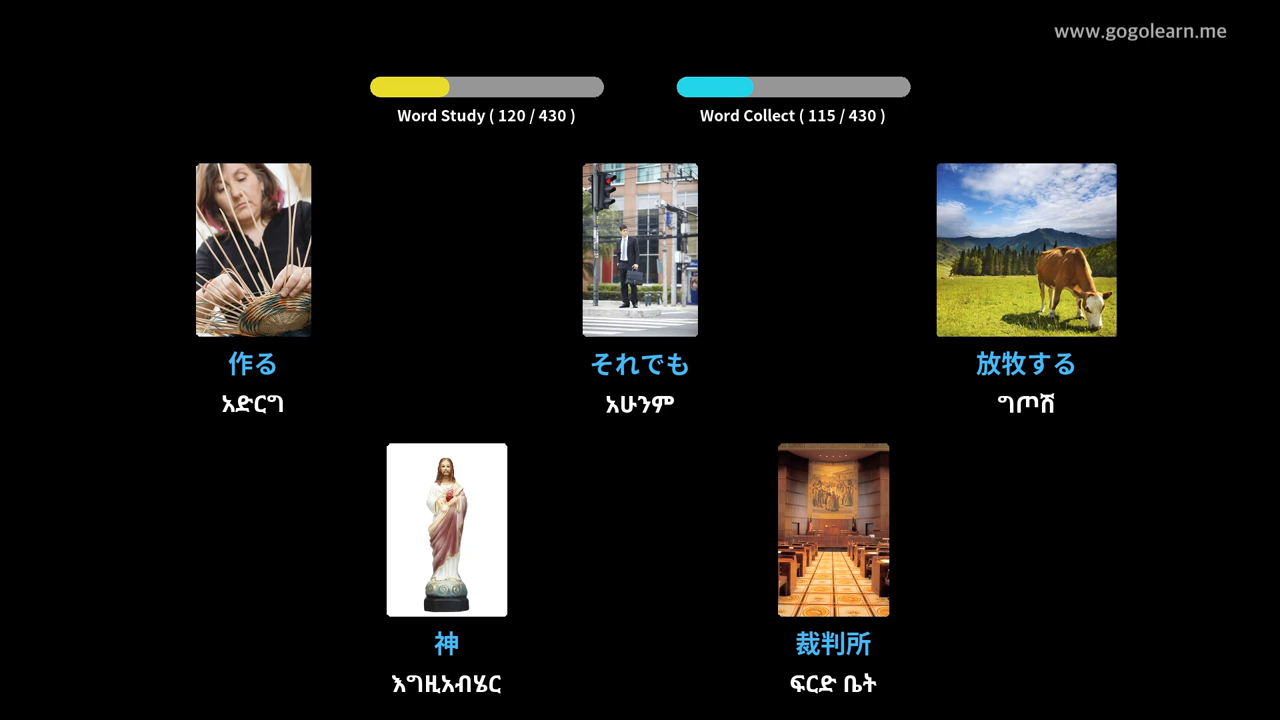 www.gogolearn.me
Word Study ( 120 / 430 )
Word Collect ( 115 / 430 )
作る
それでも
放牧する
አድርግ
አሁንም
ግጦሽ
神
裁判所
እግዚአብሄር
ፍርድ ቤት